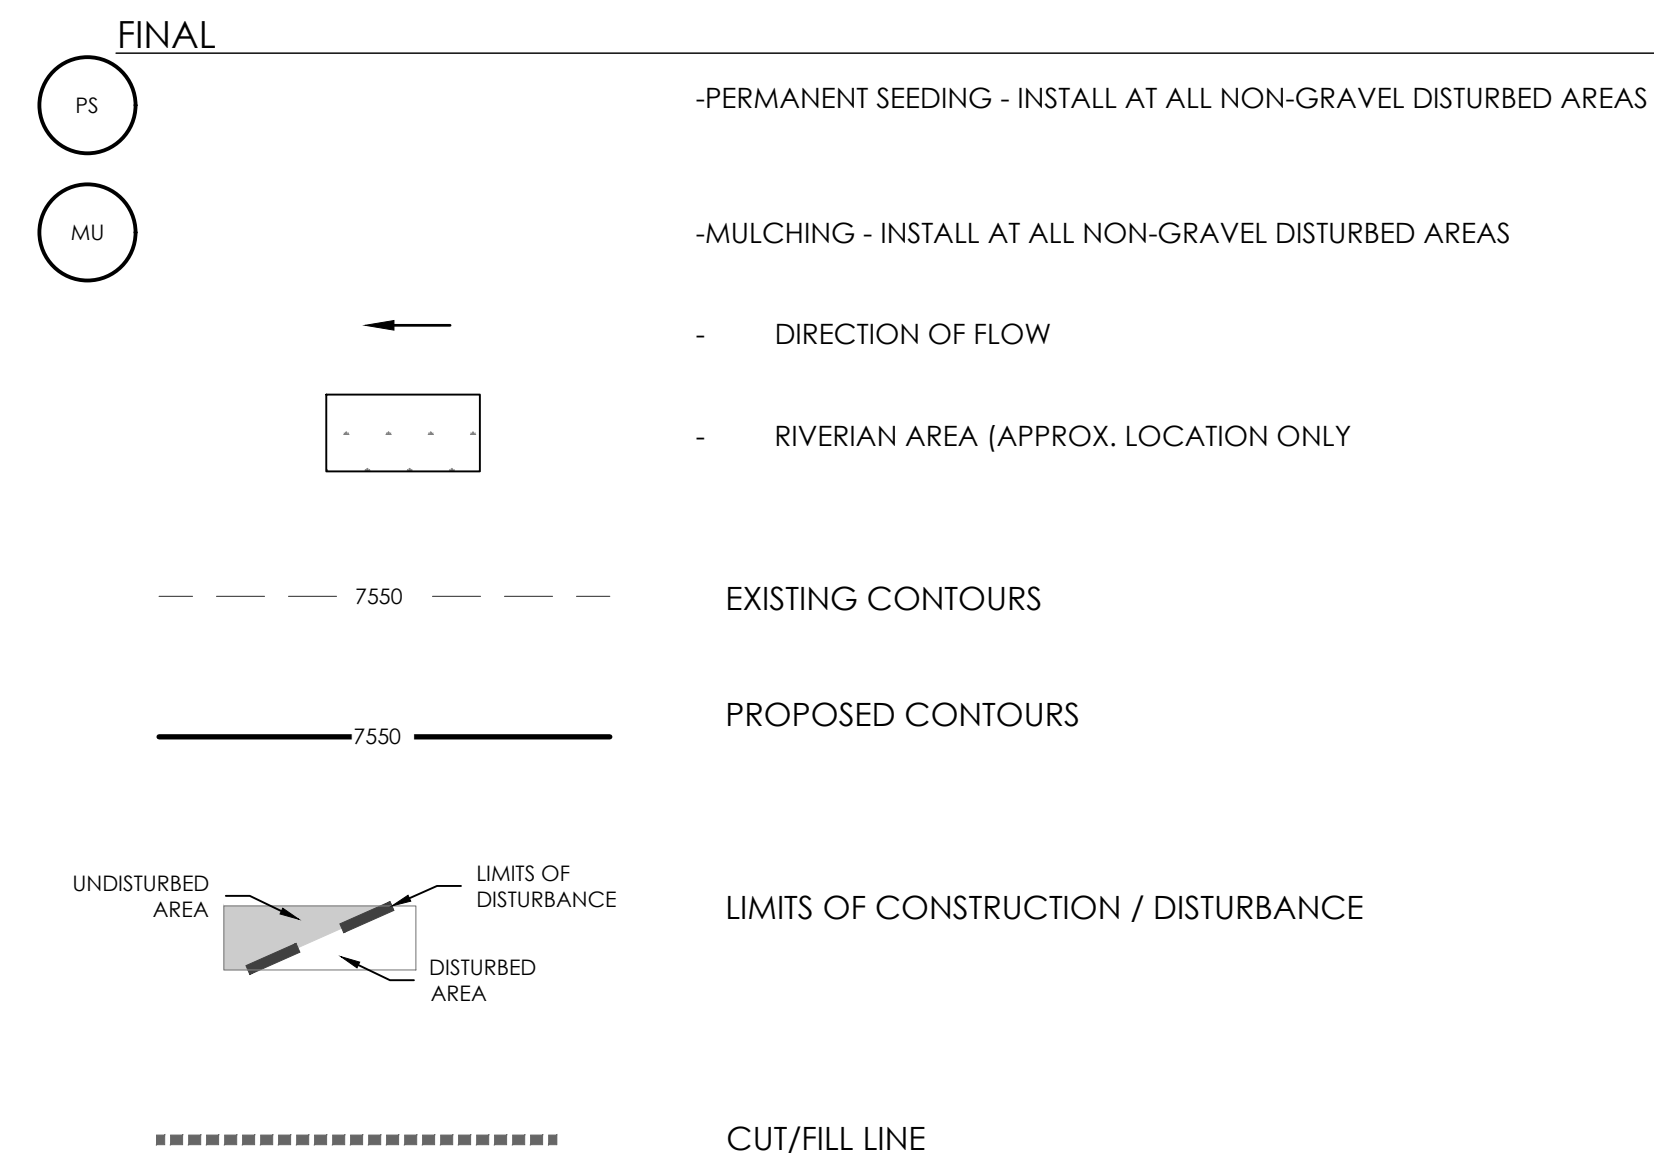 FINAL
PS
-PERMANENT SEEDING - INSTALL AT ALL NON-GRAVEL DISTURBED AREAS
MU
-MULCHING - INSTALL AT ALL NON-GRAVEL DISTURBED AREAS
- DIRECTION OF FLOW
- RIVERIAN AREA (APPROX. LOCATION ONLY
7550
EXISTING CONTOURS
7550
PROPOSED CONTOURS
UNDISTURBED
AREA
LIMITS OF
DISTURBANCE
DISTURBED
AREA
LIMITS OF CONSTRUCTION / DISTURBANCE
CUT/FILL LINE